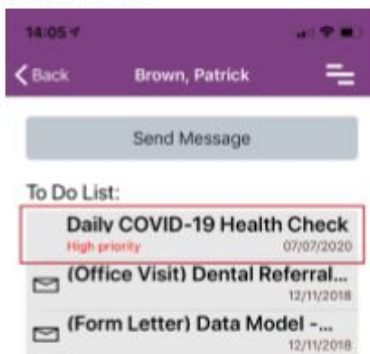 14:05
Back Brown, Patrick
Send Message
To Do List:
Daily COVID-19 Health Check
High priority 07/07/2020
(Office Visit) Dental Referral...
12/11/2018
(Form Letter) Data Model -...
12/11/2018